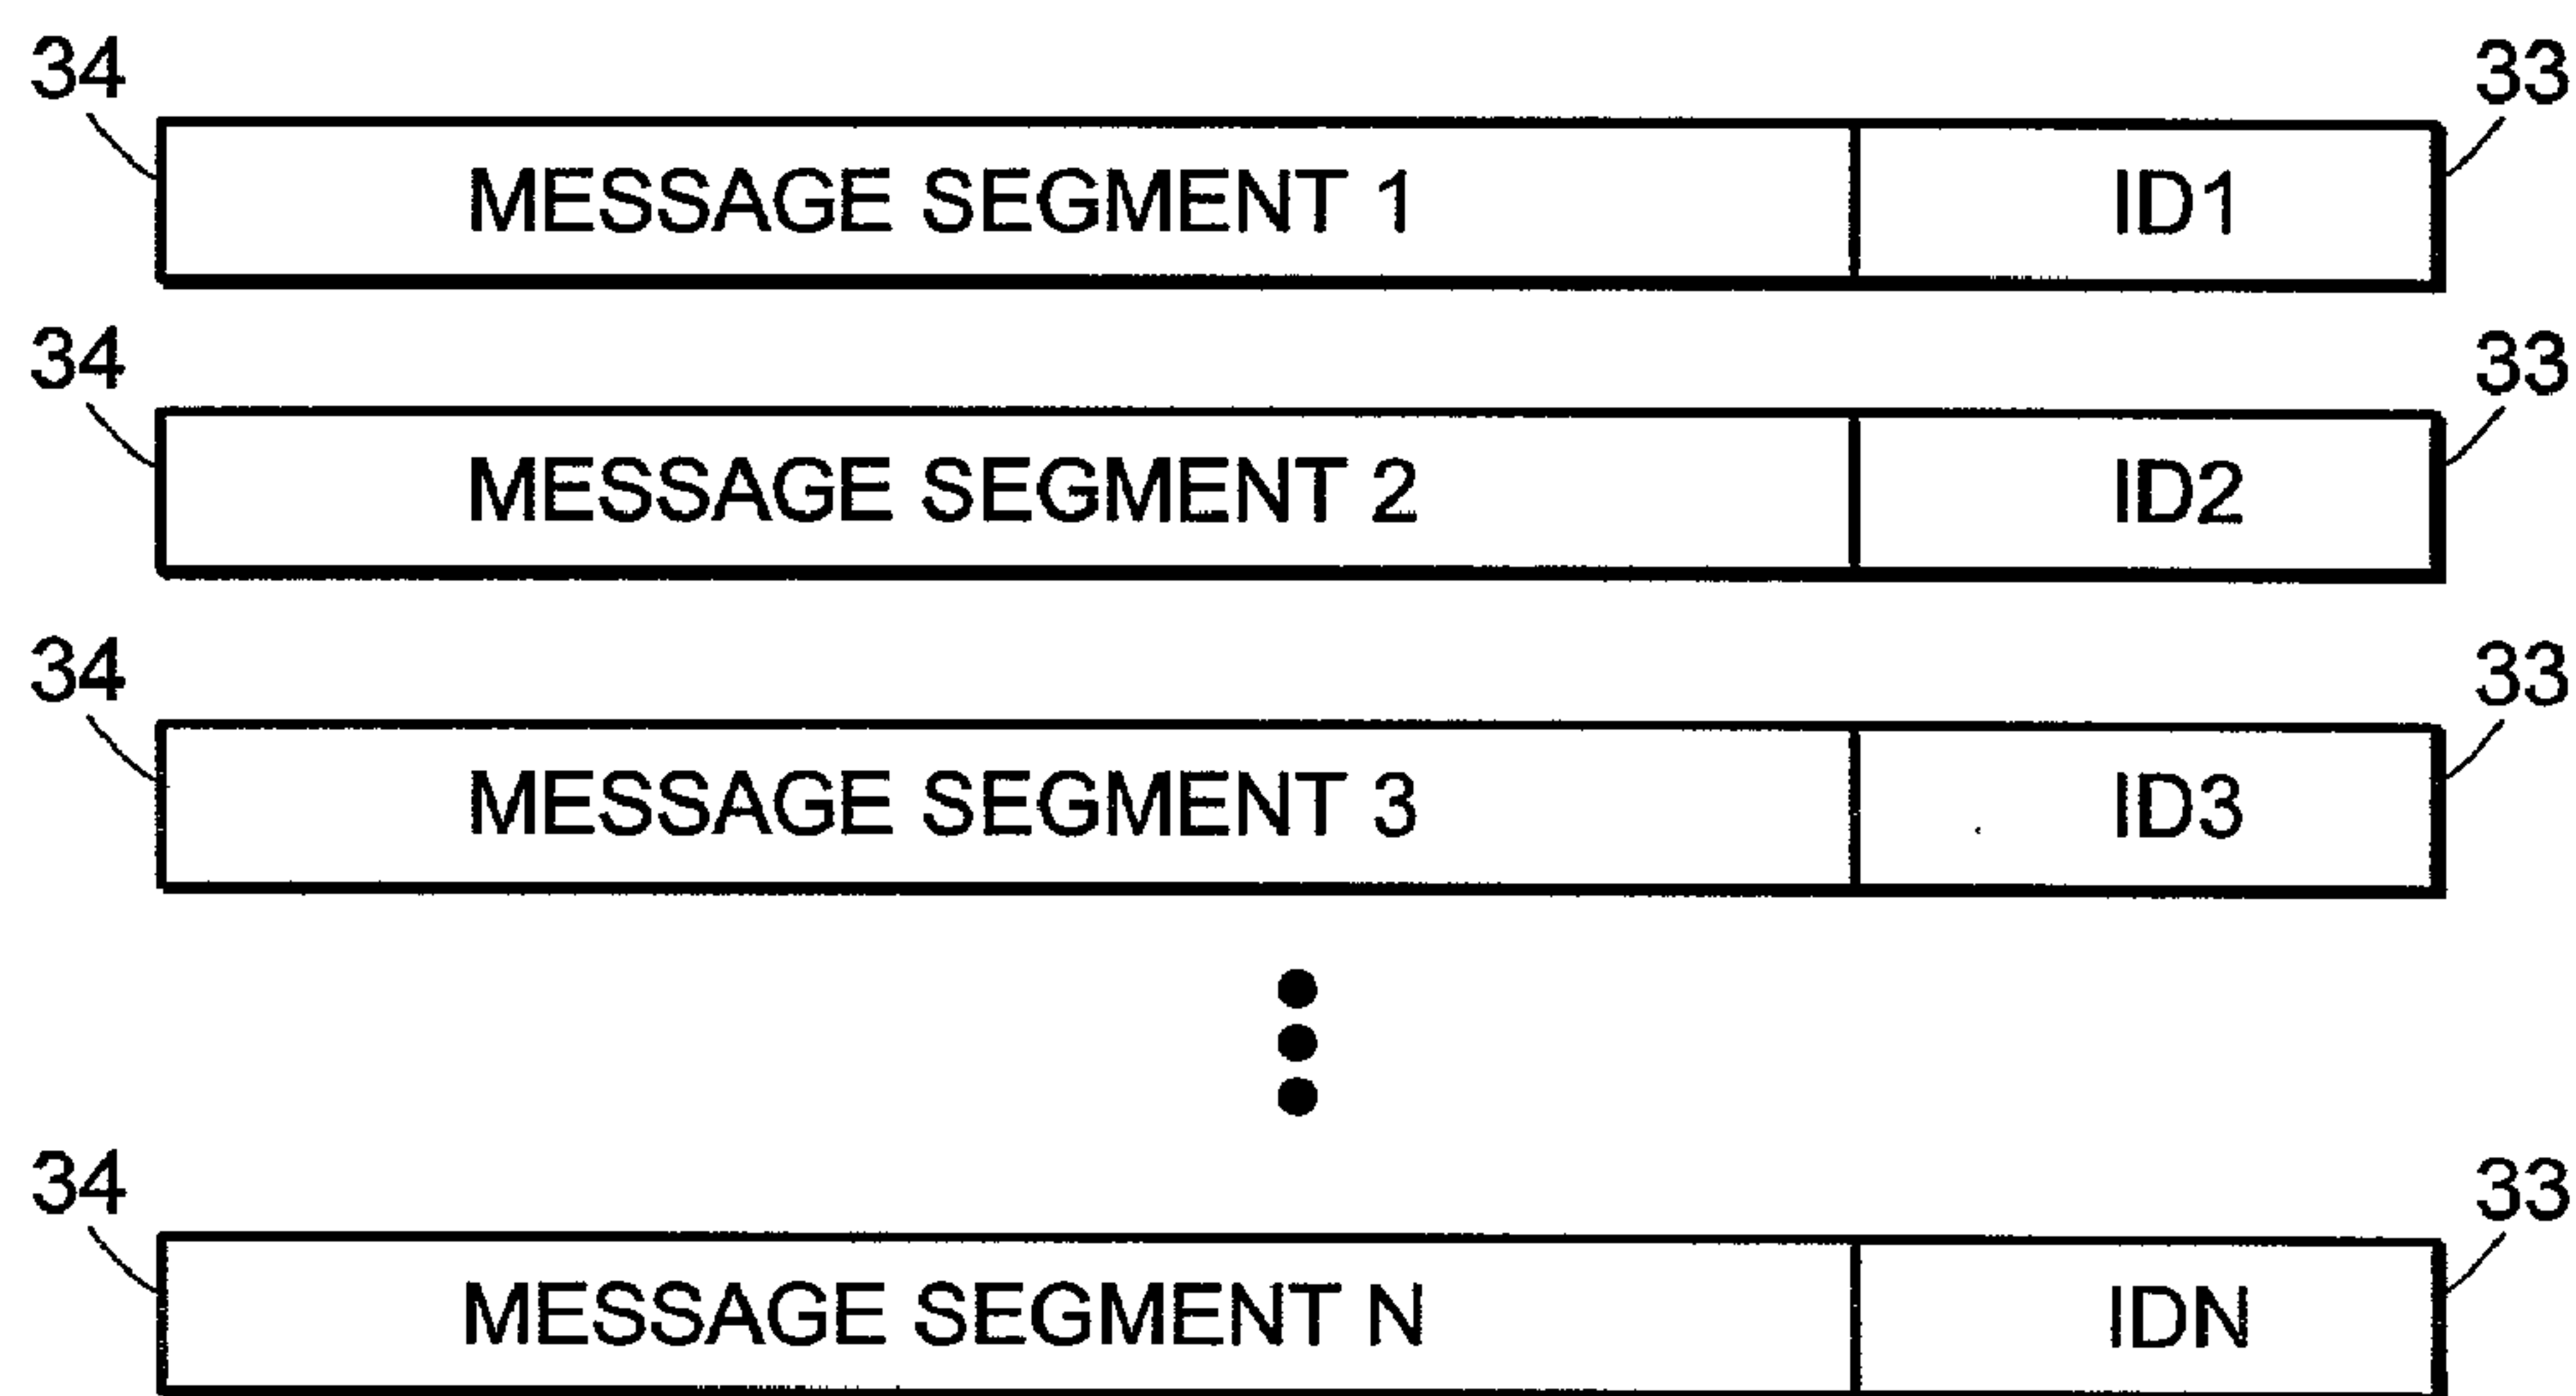 34 33
MESSAGE SEGMENT 1 ID1
34 33
MESSAGE SEGMENT 2 ID2
34 33
MESSAGE SEGMENT 3 ID3
34 33
MESSAGE SEGMENT N IDN